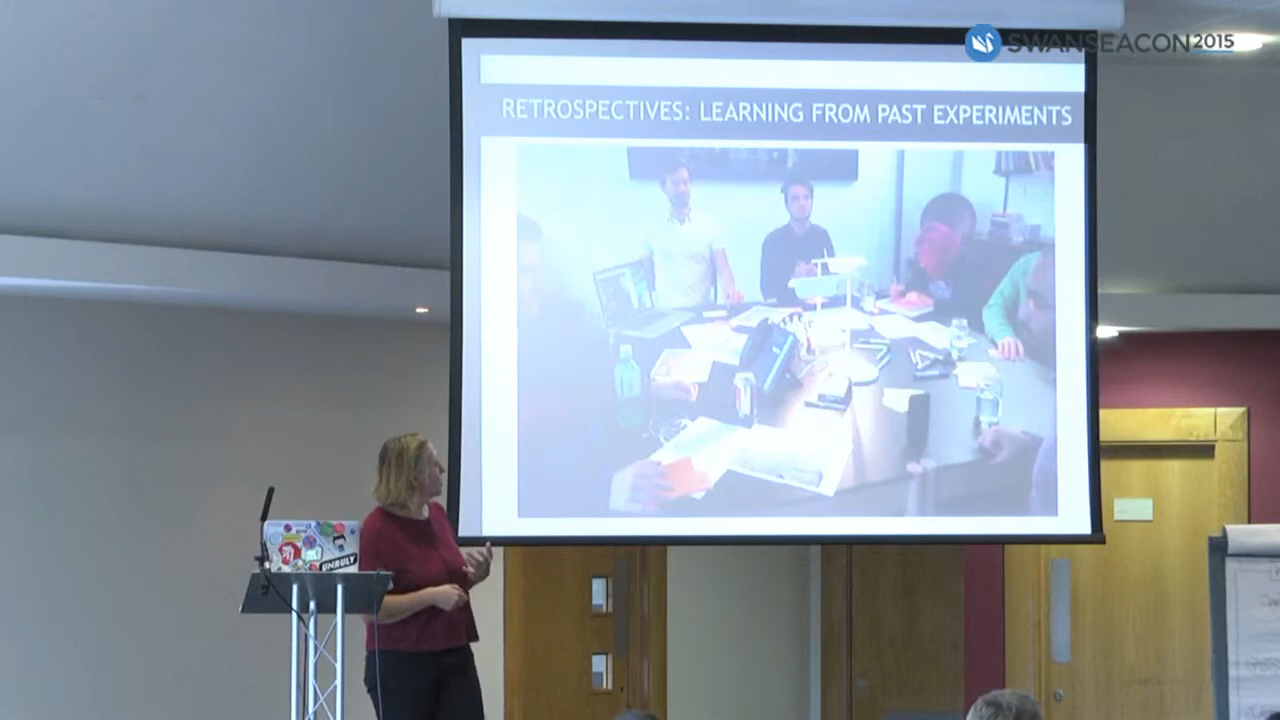 SWANSEACON2015
RETROSPECTIVES: LEARNING FROM PAST EXPERIMENTS
UNRULY